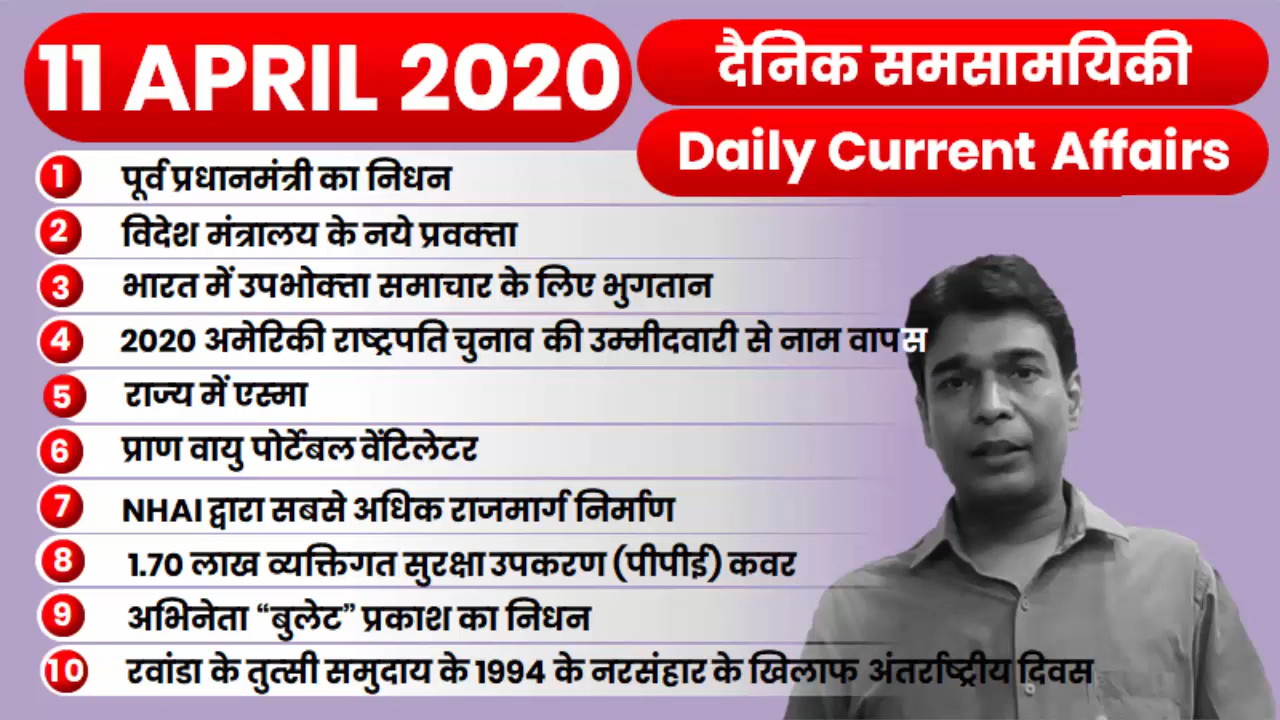 11 APRIL 2020
दैनिक समसामयिकी
Daily Current Affairs
1 पूर्व प्रधानमंत्री का निधन
2 विदेश मंत्रालय के नये प्रवक्ता
3 भारत में उपभोक्ता समाचार के लिए भुगतान
4 2020 अमेरिकी राष्ट्रपति चुनाव की उम्मीदवारी से नाम वापस
5 राज्य में एस्मा
6 प्राण वायु पोर्टेबल वेंटिलेटर
7 NHAI द्वारा सबसे अधिक राजमार्ग निर्माण
8 1.70 लाख व्यक्तिगत सुरक्षा उपकरण (पीपीई) कवर
9 अभिनेता “बुलेट” प्रकाश का निधन
10 रवांडा के तुत्सी समुदाय के 1994 के नरसंहार के खिलाफ अंतर्राष्ट्रीय दिवस